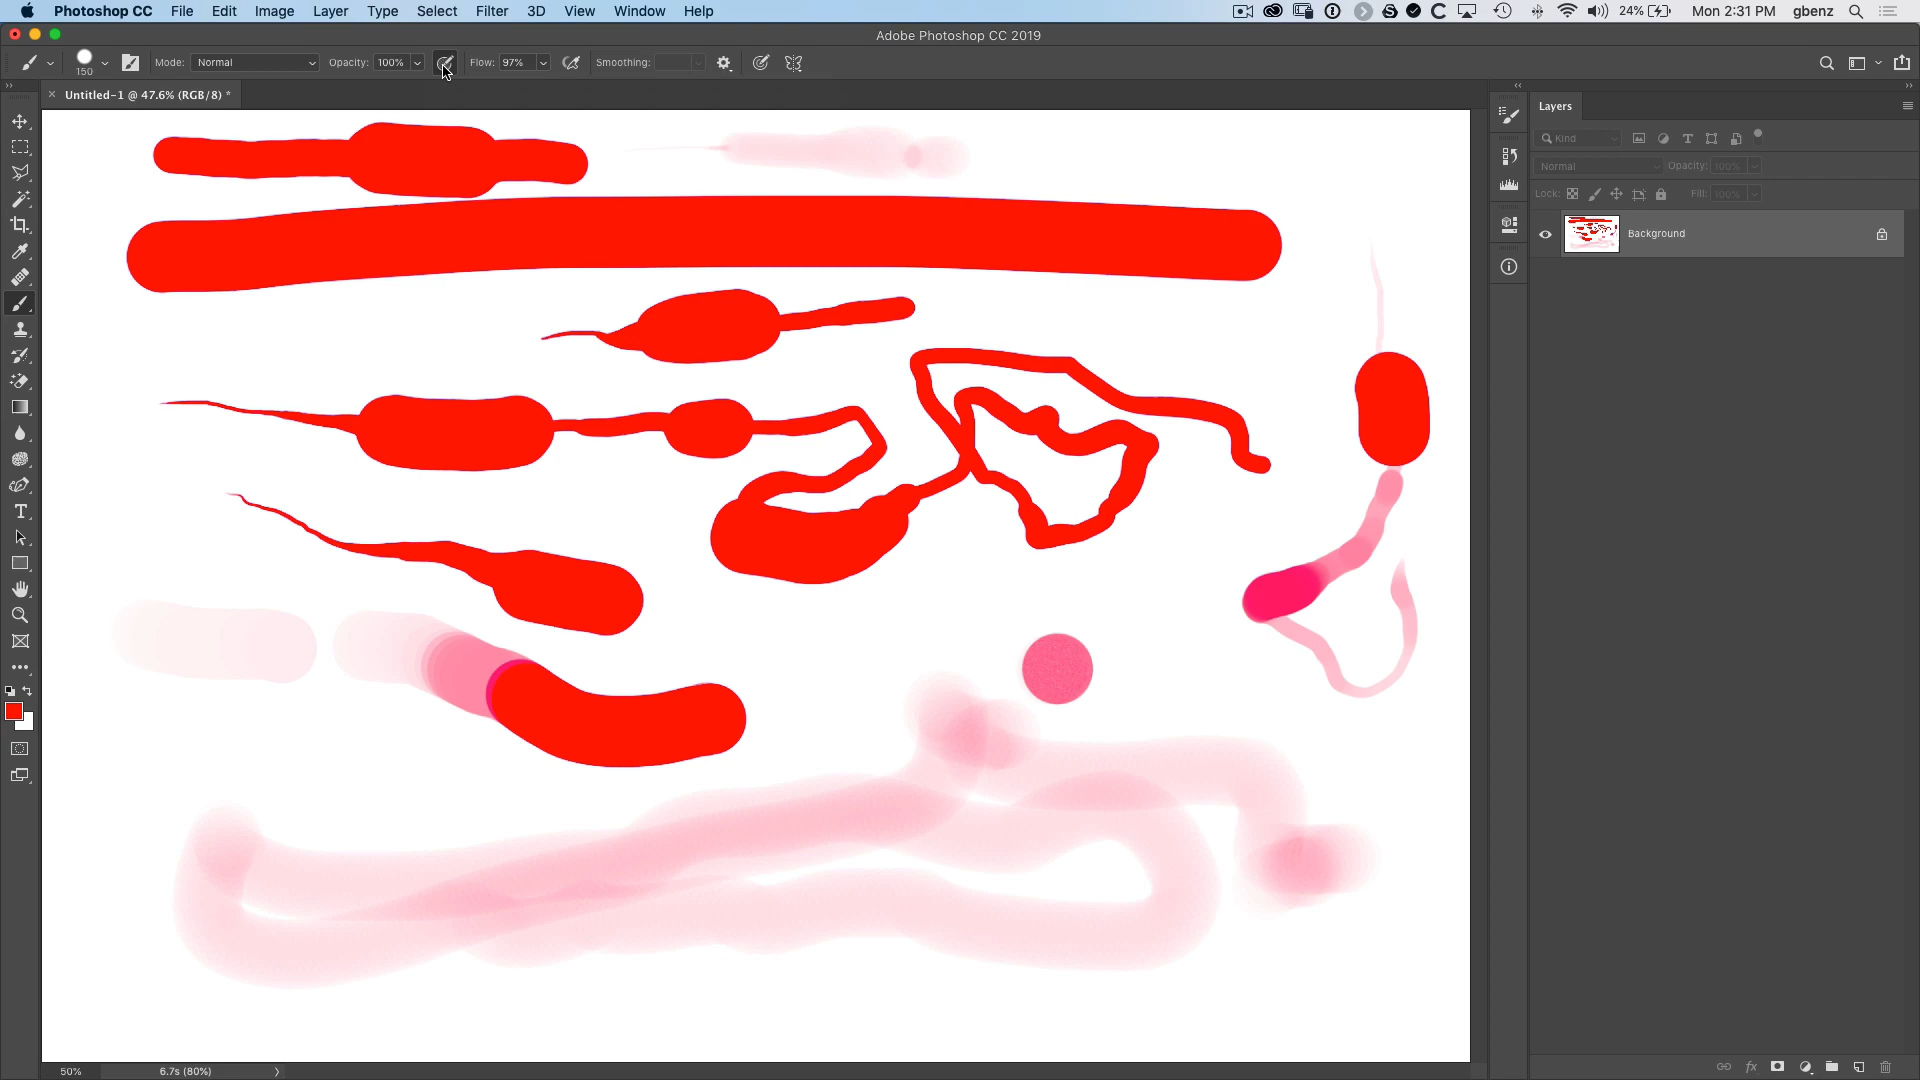 Photoshop CC File Edit Image Layer Type Select Filter 3D View Window Help 24% Mon 2:31 PM gbenz
Adobe Photoshop CC 2019
150 Mode: Normal Opacity: 100% Flow: 97% Smoothing:
× Untitled-1 @ 47.6% (RGB/8) *
Layers
Kind
Normal Opacity: 100%
Lock: Fill: 100%
Background
50% 6.7s (80%)